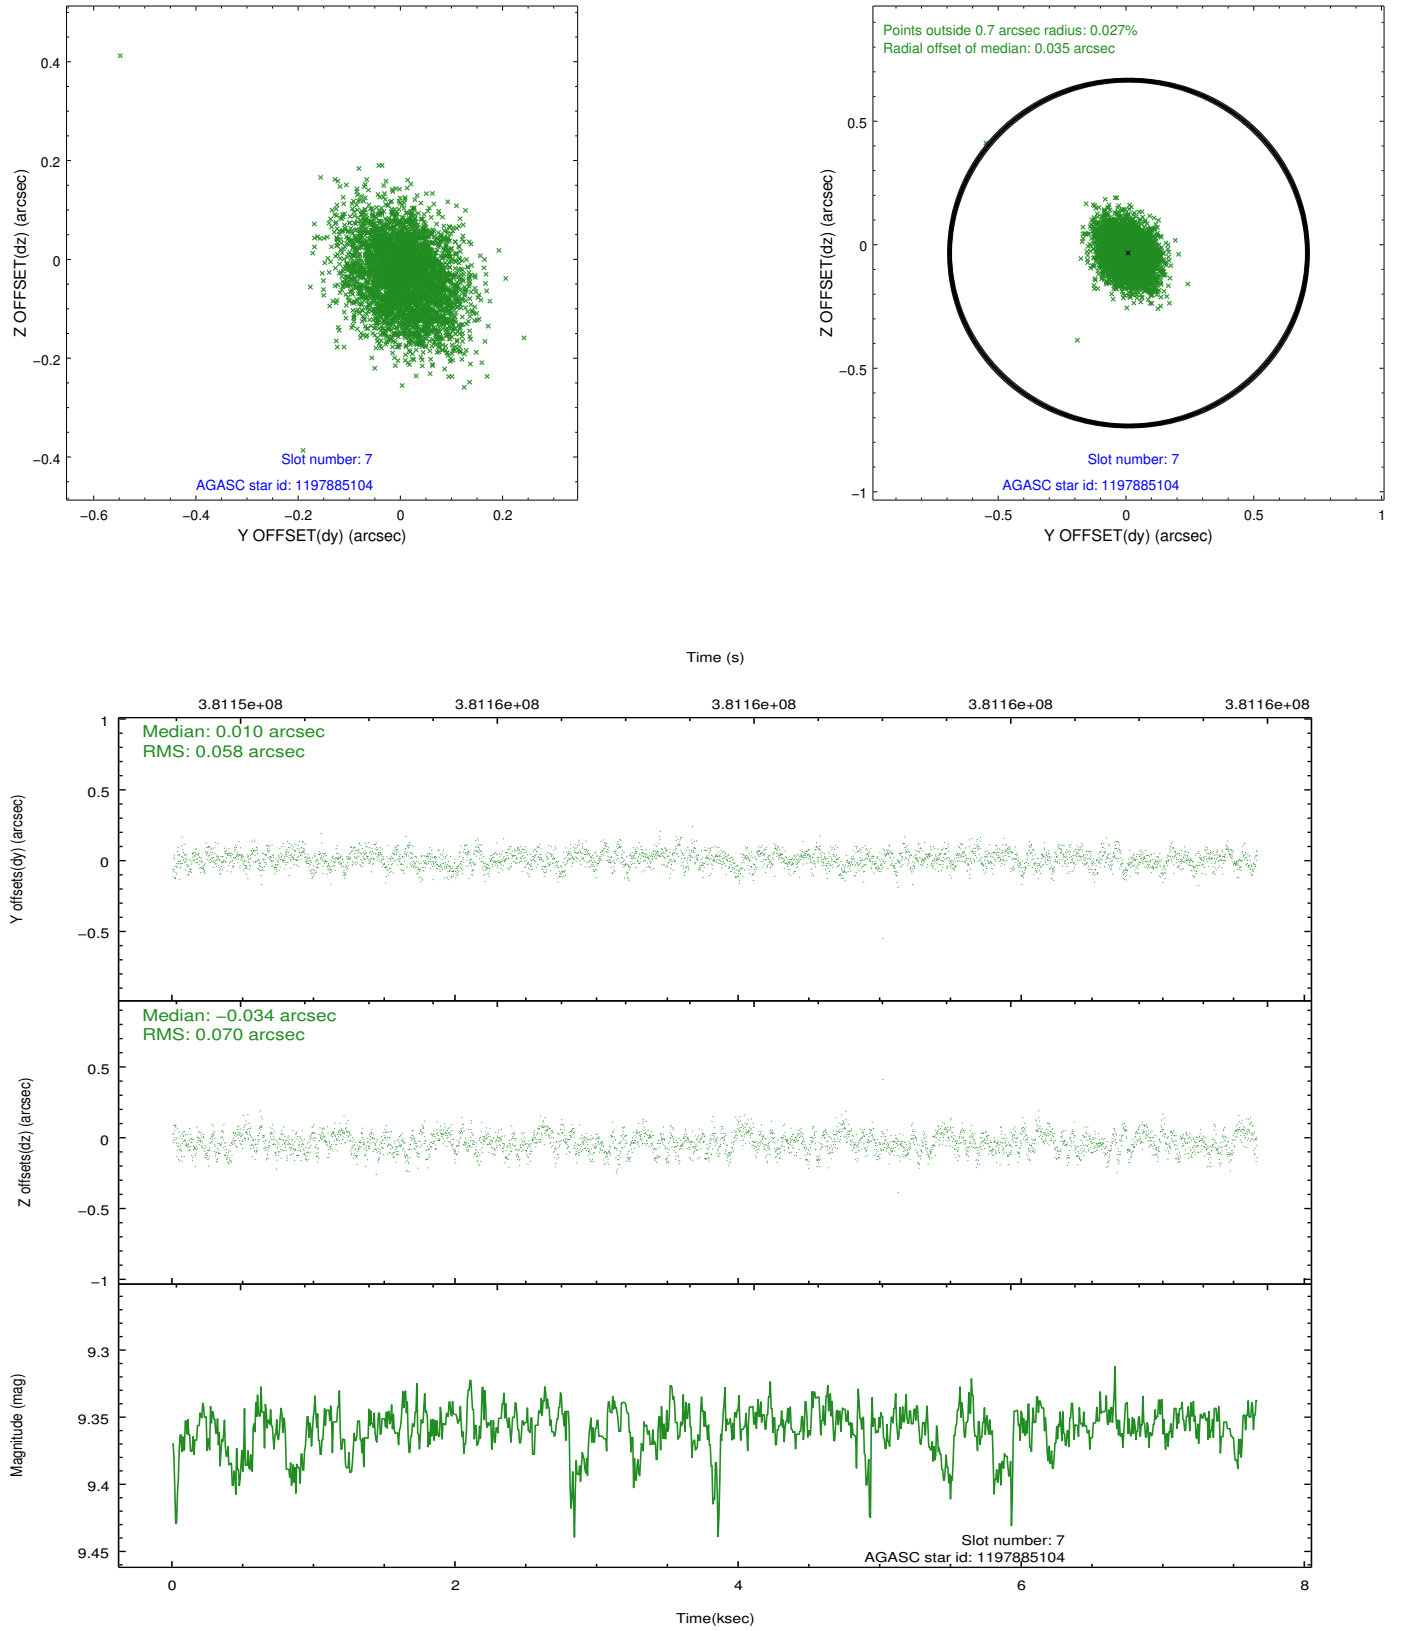 0.4
0.2
0
−0.2
−0.4
Z OFFSET(dz) (arcsec)
Slot number: 7
AGASC star id: 1197885104
−0.6
−0.4
−0.2
0
0.2
Y OFFSET(dy) (arcsec)
Points outside 0.7 arcsec radius: 0.027%
Radial offset of median: 0.035 arcsec
0.5
0
−0.5
−1
Z OFFSET(dz) (arcsec)
Slot number: 7
AGASC star id: 1197885104
−0.5
0
0.5
1
Y OFFSET(dy) (arcsec)
Time (s)
3.8115e+08
3.8116e+08
3.8116e+08
3.8116e+08
3.8116e+08
Median: 0.010 arcsec
RMS: 0.058 arcsec
1
0.5
0
−0.5
Y offsets(dy) (arcsec)
Median: −0.034 arcsec
RMS: 0.070 arcsec
0.5
0
−0.5
−1
Z offsets(dz) (arcsec)
9.3
9.35
9.4
9.45
Magnitude (mag)
Slot number: 7
AGASC star id: 1197885104
0
2
4
6
8
Time(ksec)